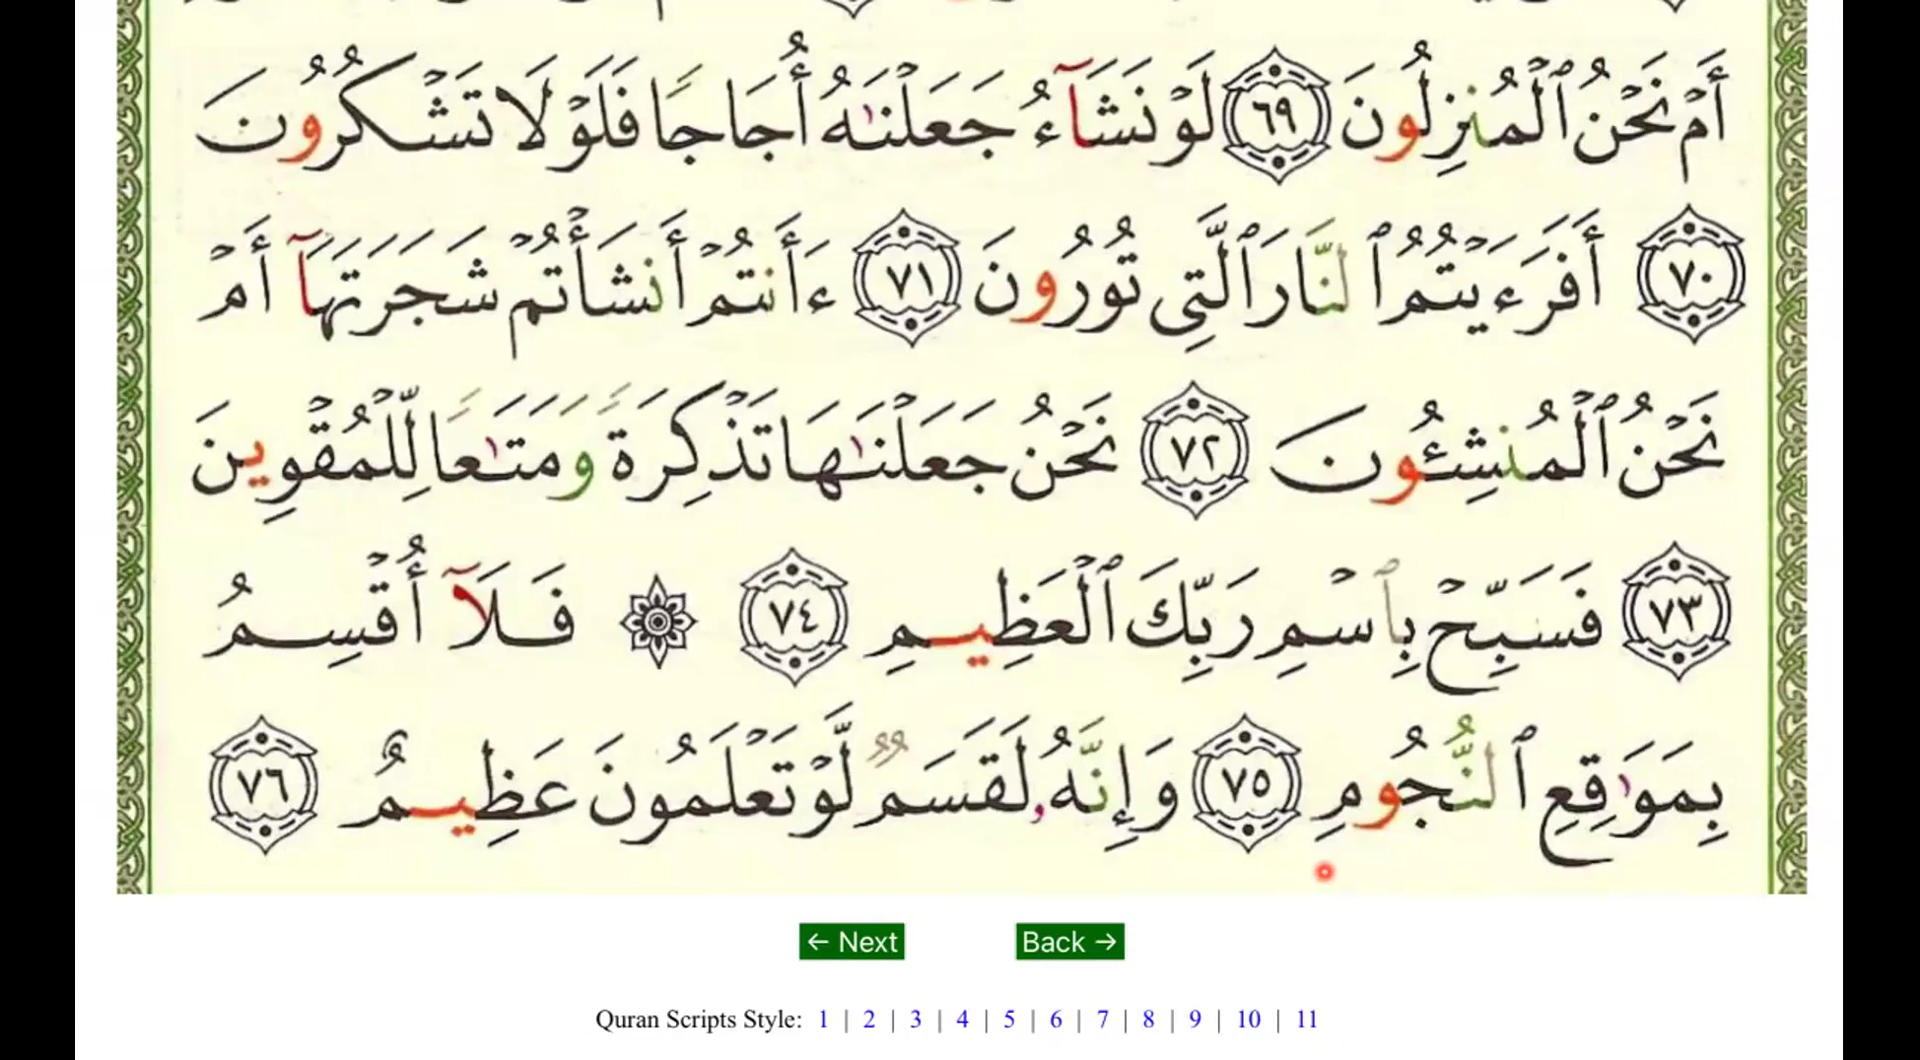 أَمْ نَحْنُ ٱلْمُنزِلُونَ ٦٩ لَوْ نَشَآءُ جَعَلْنَٰهُ أُجَاجًا فَلَوْلَا تَشْكُرُونَ
٧٠ أَفَرَءَيْتُمُ ٱلنَّارَ ٱلَّتِى تُورُونَ ٧١ ءَأَنتُمْ أَنشَأْتُمْ شَجَرَتَهَآ أَمْ
نَحْنُ ٱلْمُنشِـُٔونَ ٧٢ نَحْنُ جَعَلْنَٰهَا تَذْكِرَةً وَمَتَٰعًا لِّلْمُقْوِينَ
٧٣ فَسَبِّحْ بِٱسْمِ رَبِّكَ ٱلْعَظِيمِ ٧٤ ۞ فَلَآ أُقْسِمُ
بِمَوَٰقِعِ ٱلنُّجُومِ ٧٥ وَإِنَّهُۥ لَقَسَمٌ لَّوْ تَعْلَمُونَ عَظِيمٌ ٧٦
← Next Back →
Quran Scripts Style: 1 | 2 | 3 | 4 | 5 | 6 | 7 | 8 | 9 | 10 | 11